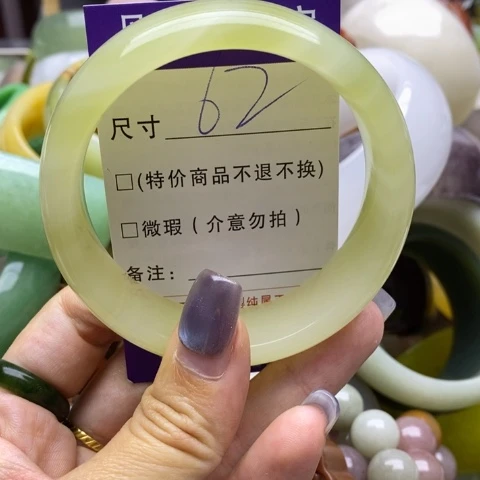 尺寸 62
□(特价商品不退不换)
□微瑕(介意勿拍)
备注: